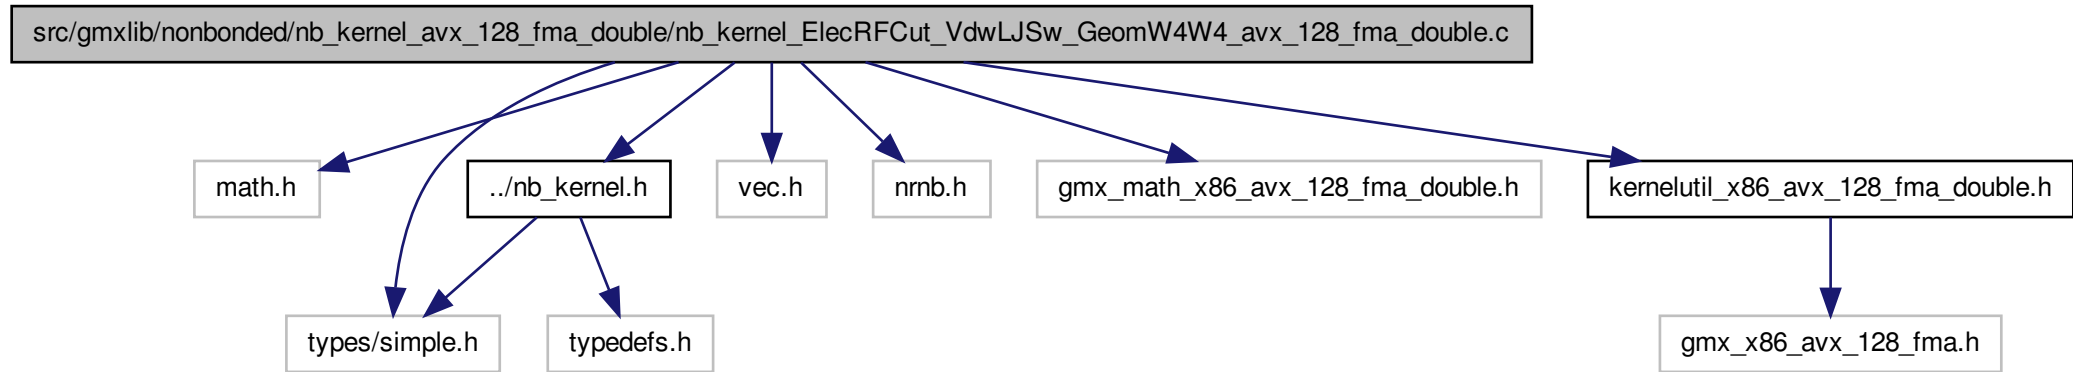 src/gmxlib/nonbonded/nb_kernel_avx_128_fma_double/nb_kernel_ElecRFCut_VdwLJSw_GeomW4W4_avx_128_fma_double.c
math.h
../nb_kernel.h
vec.h
nrnb.h
gmx_math_x86_avx_128_fma_double.h
kernelutil_x86_avx_128_fma_double.h
types/simple.h
typedefs.h
gmx_x86_avx_128_fma.h